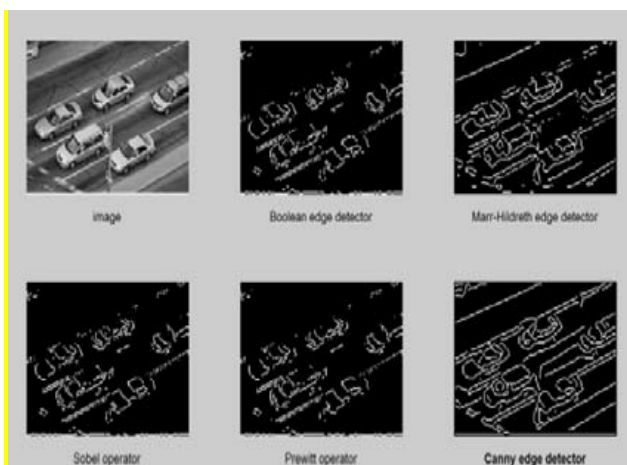 image
Boolean edge detector
Marr-Hildreth edge detector
Sobel operator
Prewitt operator
Canny edge detector